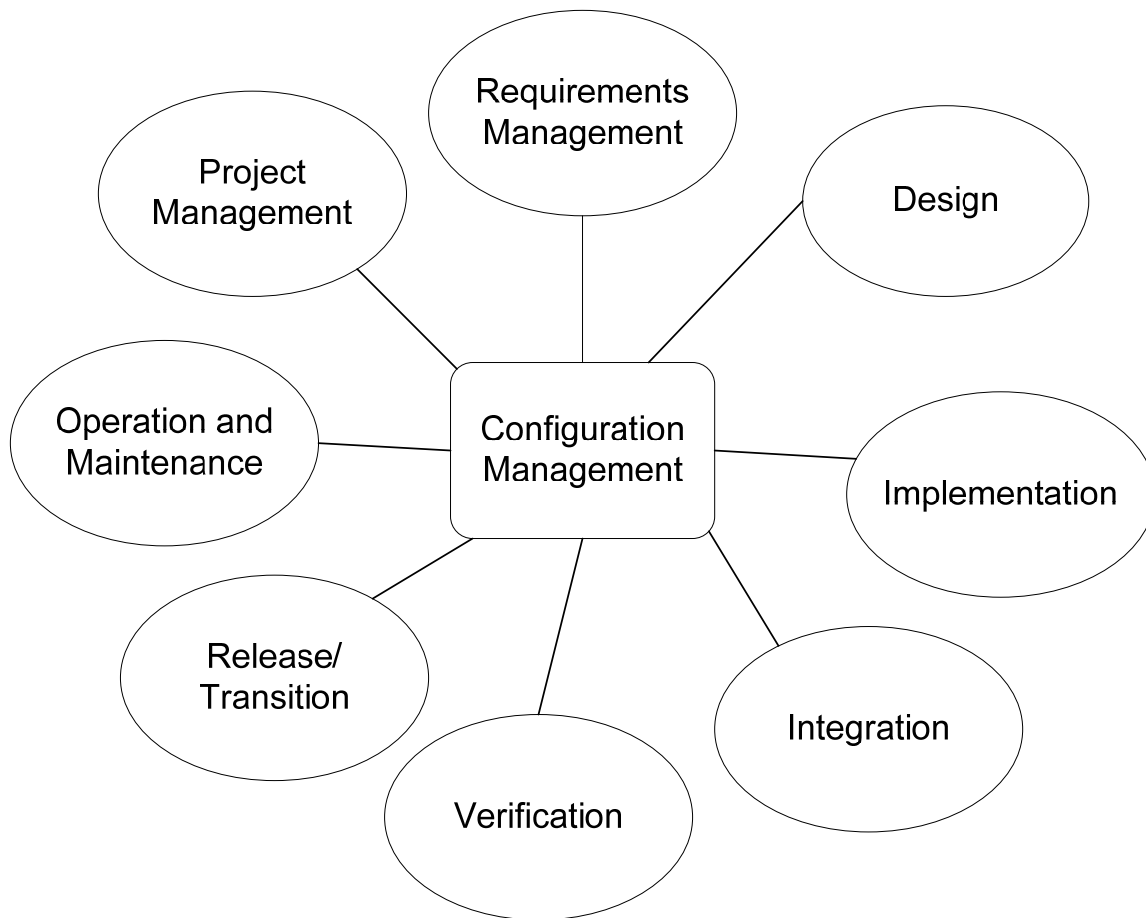 Requirements
Management
Project
Management
Design
Operation and
Maintenance
Configuration
Management
Implementation
Release/
Transition
Integration
Verification